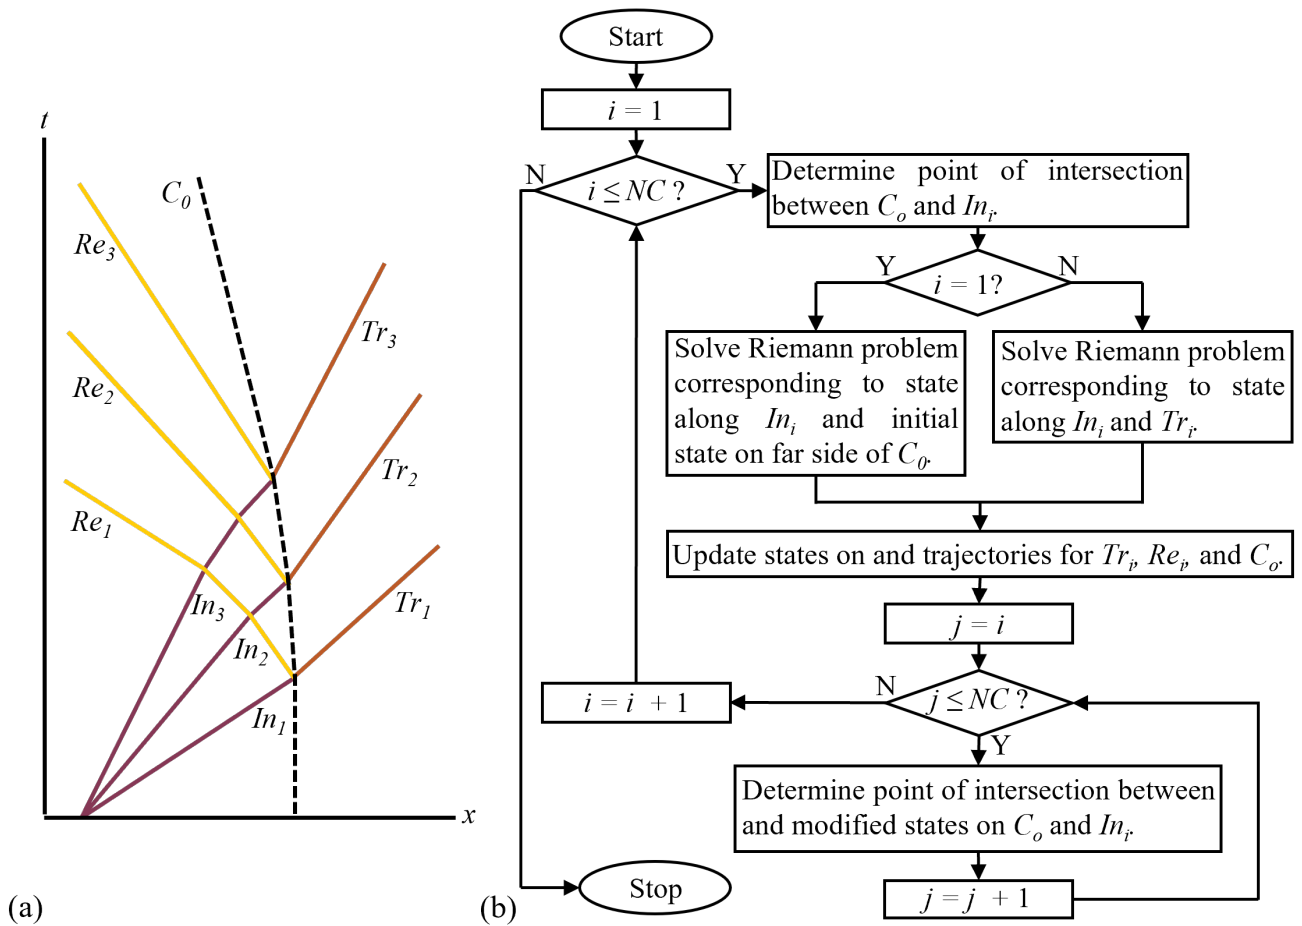 t
C₀
Re₃
Tr₃
Re₂
Tr₂
Re₁
Tr₁
In₃
In₂
In₁
x
(a)
Start
i = 1
N
i ≤ NC ?
Y
Determine point of intersection
between Cₒ and Inᵢ.
Y
i = 1?
N
Solve Riemann problem
corresponding to state
along Inᵢ and initial
state on far side of C₀.
Solve Riemann problem
corresponding to state
along Inᵢ and Trᵢ.
Update states on and trajectories for Trᵢ, Reᵢ, and Cₒ.
j = i
N
j ≤ NC ?
Y
i = i + 1
Determine point of intersection between
and modified states on Cₒ and Inᵢ.
j = j + 1
Stop
(b)